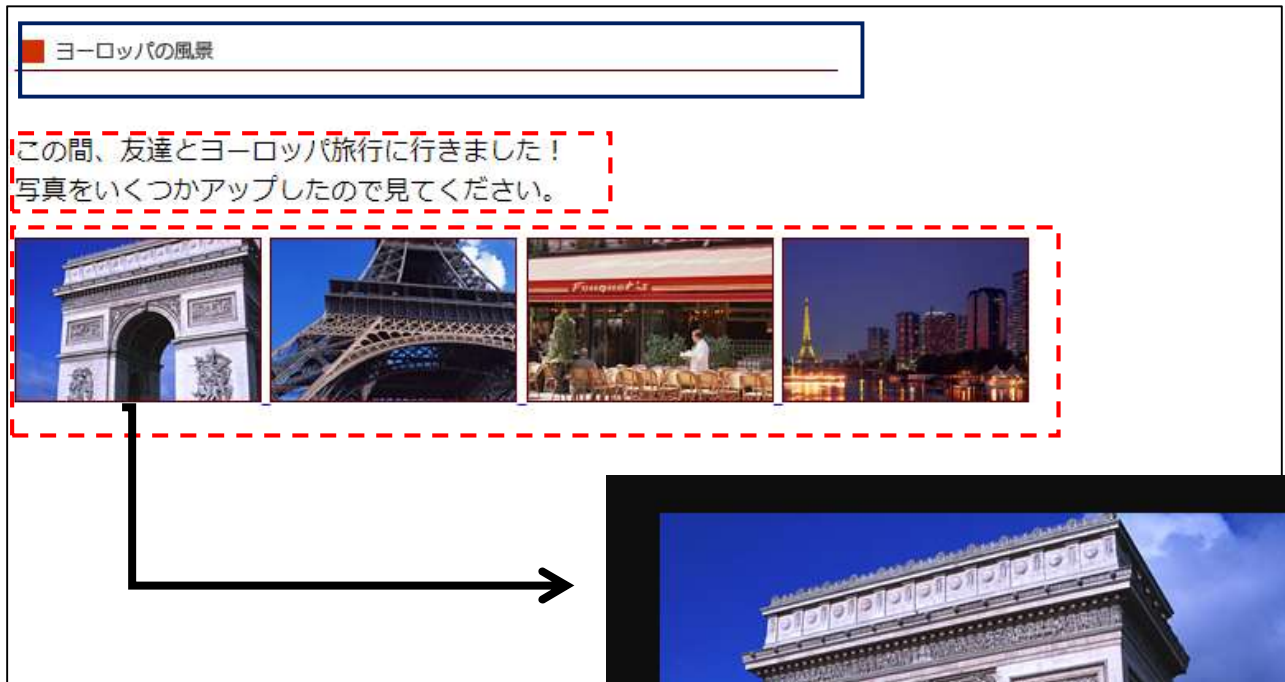 ヨーロッパの風景
この間、友達とヨーロッパ旅行に行きました！
写真をいくつかアップしたので見てください。
Fouquet's